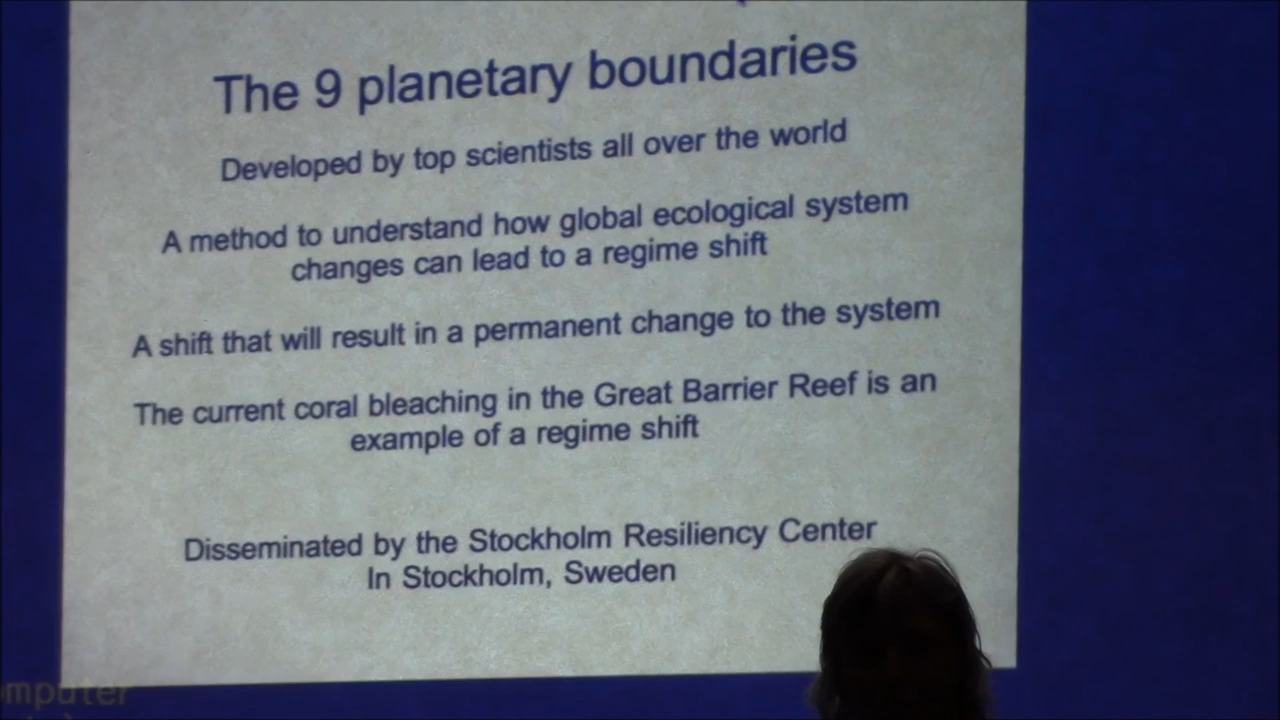 The 9 planetary boundaries
Developed by top scientists all over the world
A method to understand how global ecological system
changes can lead to a regime shift
A shift that will result in a permanent change to the system
The current coral bleaching in the Great Barrier Reef is an
example of a regime shift
Disseminated by the Stockholm Resiliency Center
In Stockholm, Sweden